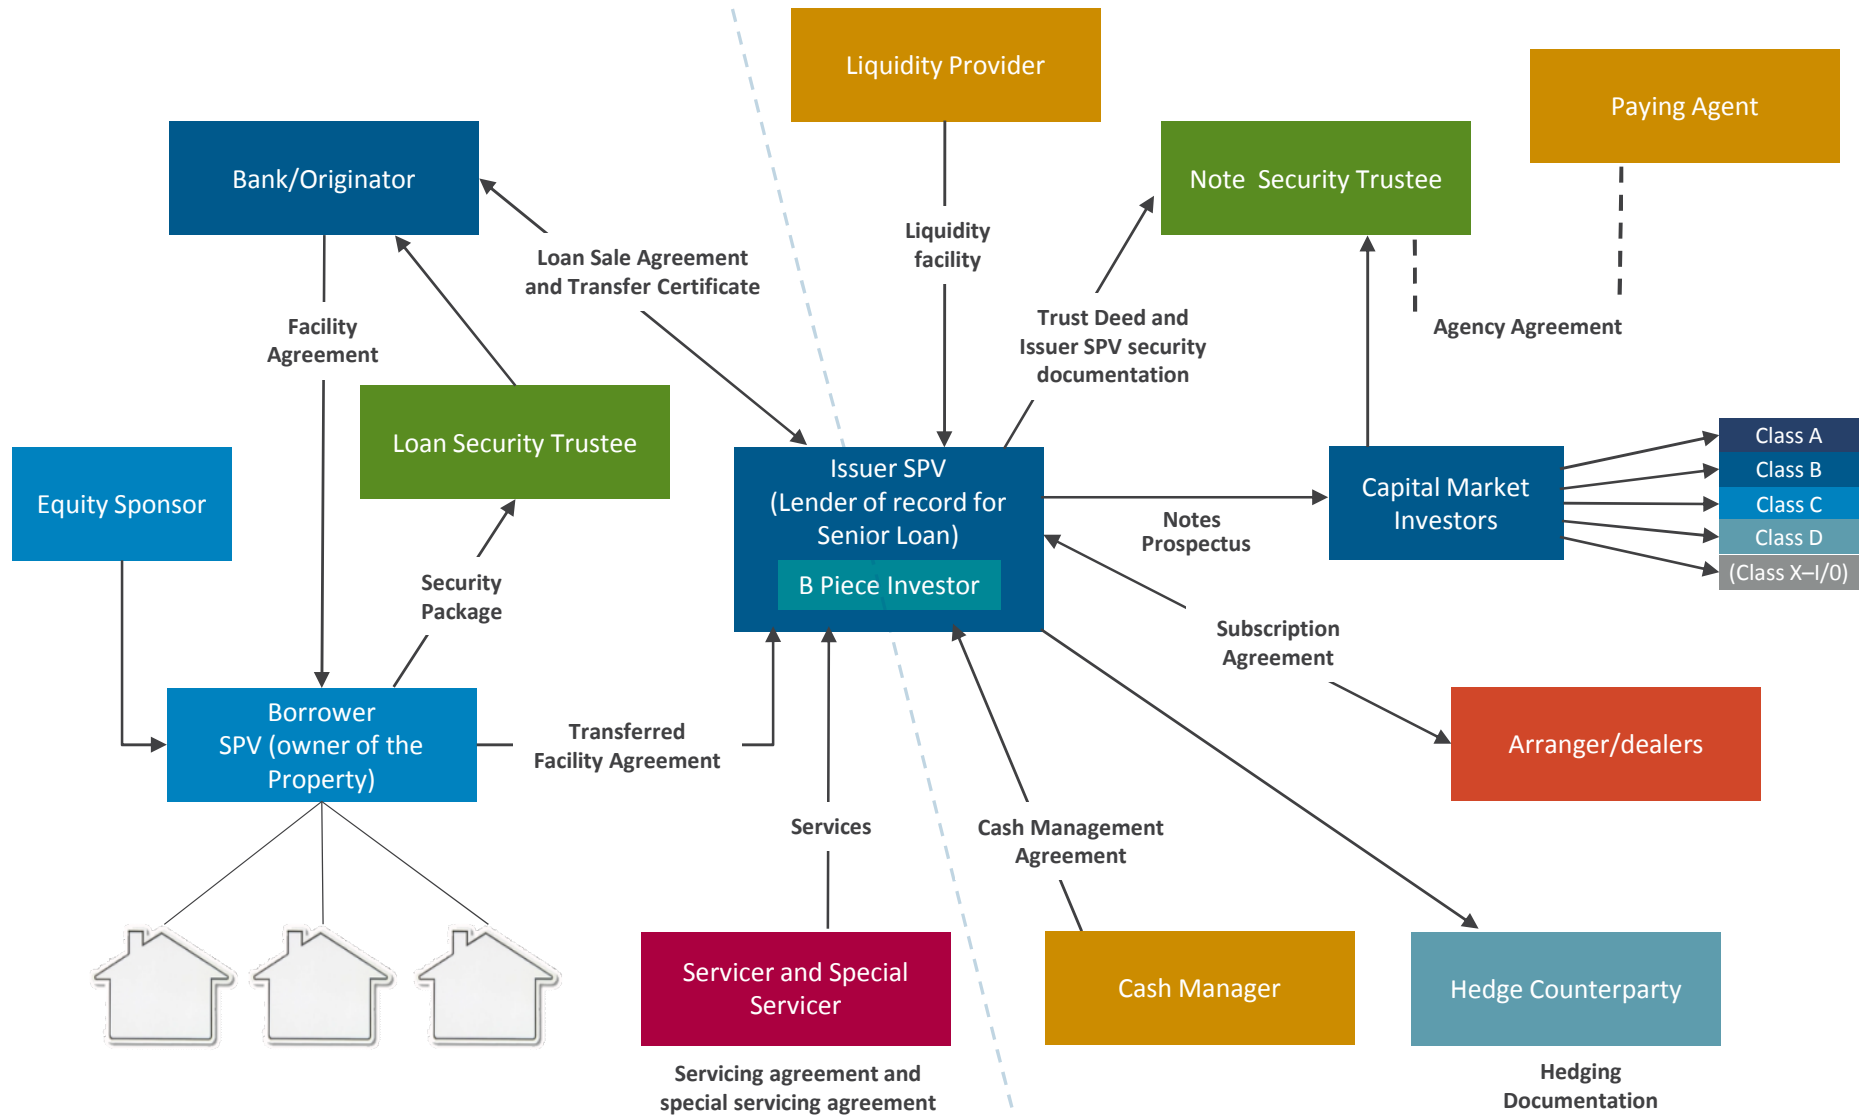 Liquidity Provider
Paying Agent
Bank/Originator
Note  Security Trustee
Liquidity
facility
Loan Sale Agreement
and Transfer Certificate
Facility
Agreement
Trust Deed and
Issuer SPV security
documentation
Agency Agreement
Loan Security Trustee
Equity Sponsor
Issuer SPV
(Lender of record for
Senior Loan)
B Piece Investor
Notes
Prospectus
Capital Market
Investors
Class A
Class B
Class C
Class D
(Class X–I/0)
Security
Package
Subscription
Agreement
Borrower
SPV (owner of the
Property)
Transferred
Facility Agreement
Arranger/dealers
Services
Cash Management
Agreement
Servicer and Special
Servicer
Cash Manager
Hedge Counterparty
Servicing agreement and
special servicing agreement
Hedging
Documentation